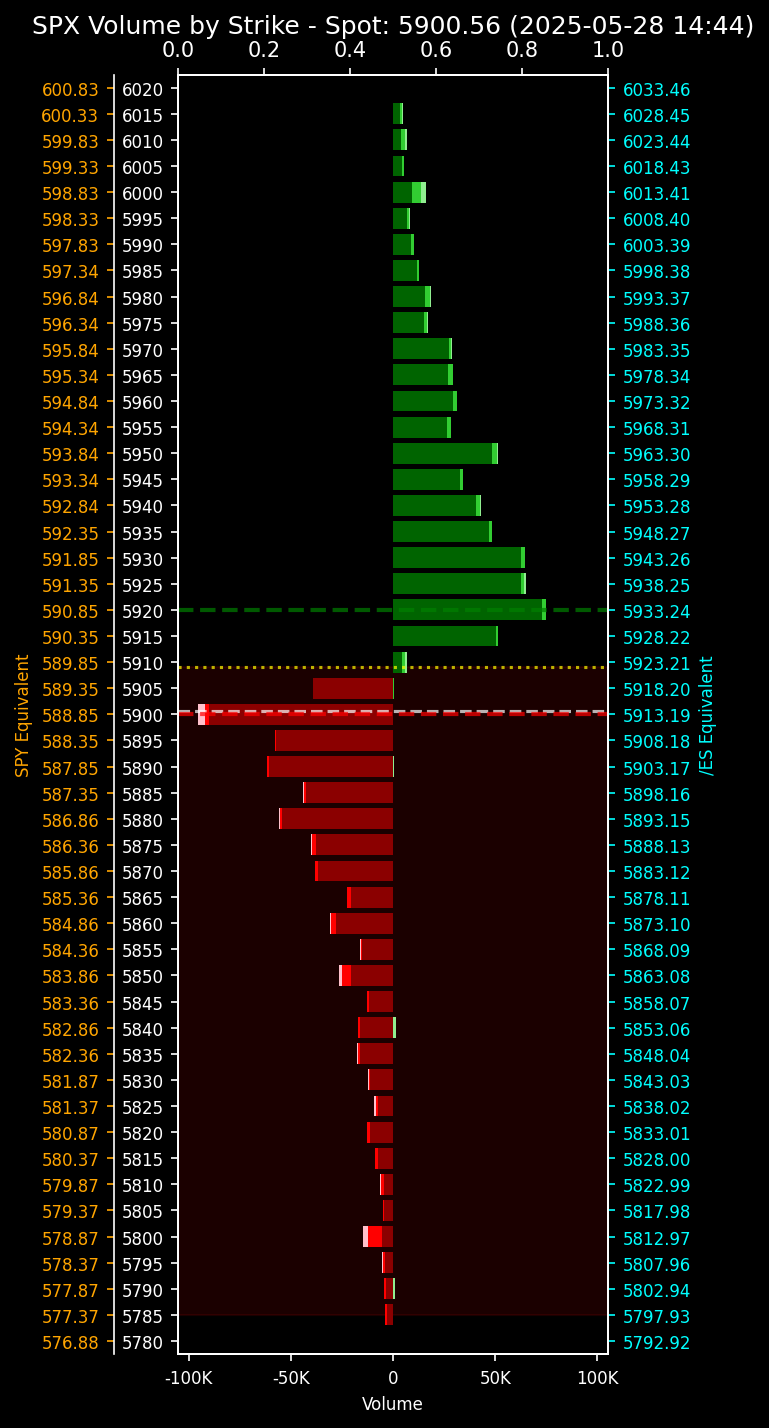 SPX Volume by Strike - Spot: 5900.56 (2025-05-28 14:44)
0.0 0.2 0.4 0.6 0.8 1.0
600.83 6020 6033.46
600.33 6015 6028.45
599.83 6010 6023.44
599.33 6005 6018.43
598.83 6000 6013.41
598.33 5995 6008.40
597.83 5990 6003.39
597.34 5985 5998.38
596.84 5980 5993.37
596.34 5975 5988.36
595.84 5970 5983.35
595.34 5965 5978.34
594.84 5960 5973.32
594.34 5955 5968.31
593.84 5950 5963.30
593.34 5945 5958.29
592.84 5940 5953.28
592.35 5935 5948.27
591.85 5930 5943.26
591.35 5925 5938.25
590.85 5920 5933.24
590.35 5915 5928.22
589.85 5910 5923.21
589.35 5905 5918.20
588.85 5900 5913.19
588.35 5895 5908.18
587.85 5890 5903.17
587.35 5885 5898.16
586.86 5880 5893.15
586.36 5875 5888.13
585.86 5870 5883.12
585.36 5865 5878.11
584.86 5860 5873.10
584.36 5855 5868.09
583.86 5850 5863.08
583.36 5845 5858.07
582.86 5840 5853.06
582.36 5835 5848.04
581.87 5830 5843.03
581.37 5825 5838.02
580.87 5820 5833.01
580.37 5815 5828.00
579.87 5810 5822.99
579.37 5805 5817.98
578.87 5800 5812.97
578.37 5795 5807.96
577.87 5790 5802.94
577.37 5785 5797.93
576.88 5780 5792.92
SPY Equivalent
/ES Equivalent
-100K -50K 0 50K 100K
Volume